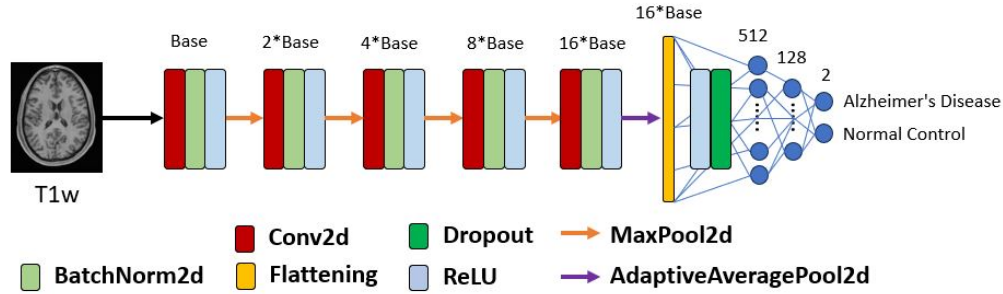 16*Base
Base
2*Base
4*Base
8*Base
16*Base
512
128
2
Alzheimer's Disease
Normal Control
T1w
Conv2d
Dropout
MaxPool2d
BatchNorm2d
Flattening
ReLU
AdaptiveAveragePool2d